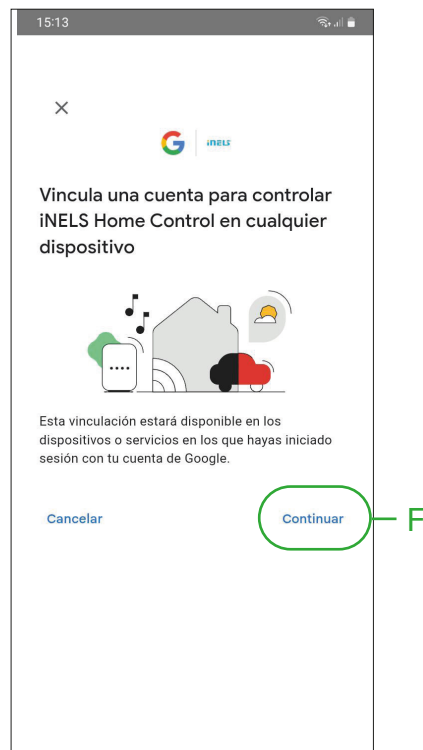 15:13
iNELS
Vincula una cuenta para controlar
iNELS Home Control en cualquier
dispositivo
Esta vinculación estará disponible en los
dispositivos o servicios en los que hayas iniciado
sesión con tu cuenta de Google.
Cancelar
Continuar
F